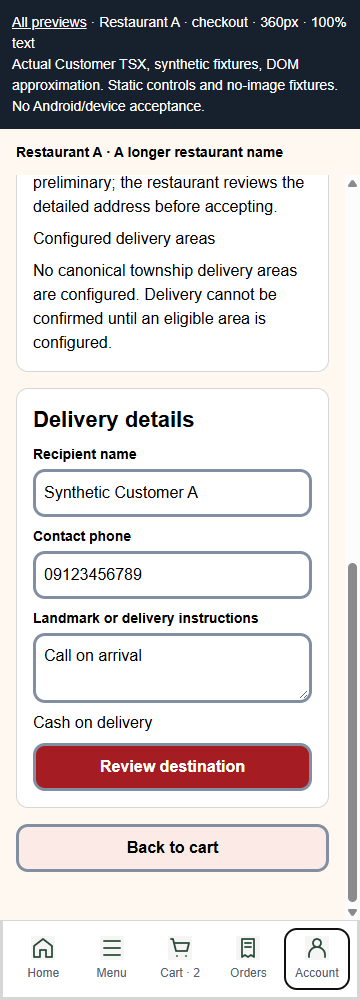 All previews · Restaurant A · checkout · 360px · 100%
text
Actual Customer TSX, synthetic fixtures, DOM
approximation. Static controls and no-image fixtures.
No Android/device acceptance.
Restaurant A · A longer restaurant name
preliminary; the restaurant reviews the
detailed address before accepting.
Configured delivery areas
No canonical township delivery areas
are configured. Delivery cannot be
confirmed until an eligible area is
configured.
Delivery details
Recipient name
Synthetic Customer A
Contact phone
09123456789
Landmark or delivery instructions
Call on arrival
Cash on delivery
Review destination
Back to cart
Home Menu Cart · 2 Orders Account